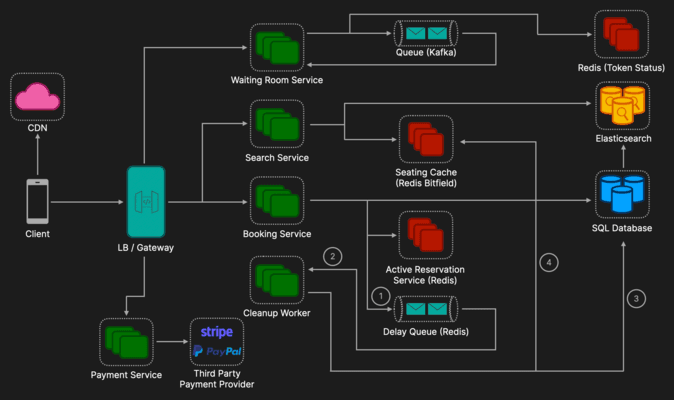 Waiting Room Service
Queue (Kafka)
Redis (Token Status)
CDN
Search Service
Seating Cache
(Redis Bitfield)
Elasticsearch
Client
LB / Gateway
Booking Service
SQL Database
Active Reservation
Service (Redis)
2
4
Cleanup Worker
1
3
Delay Queue (Redis)
stripe
PayPal
Payment Service
Third Party
Payment Provider